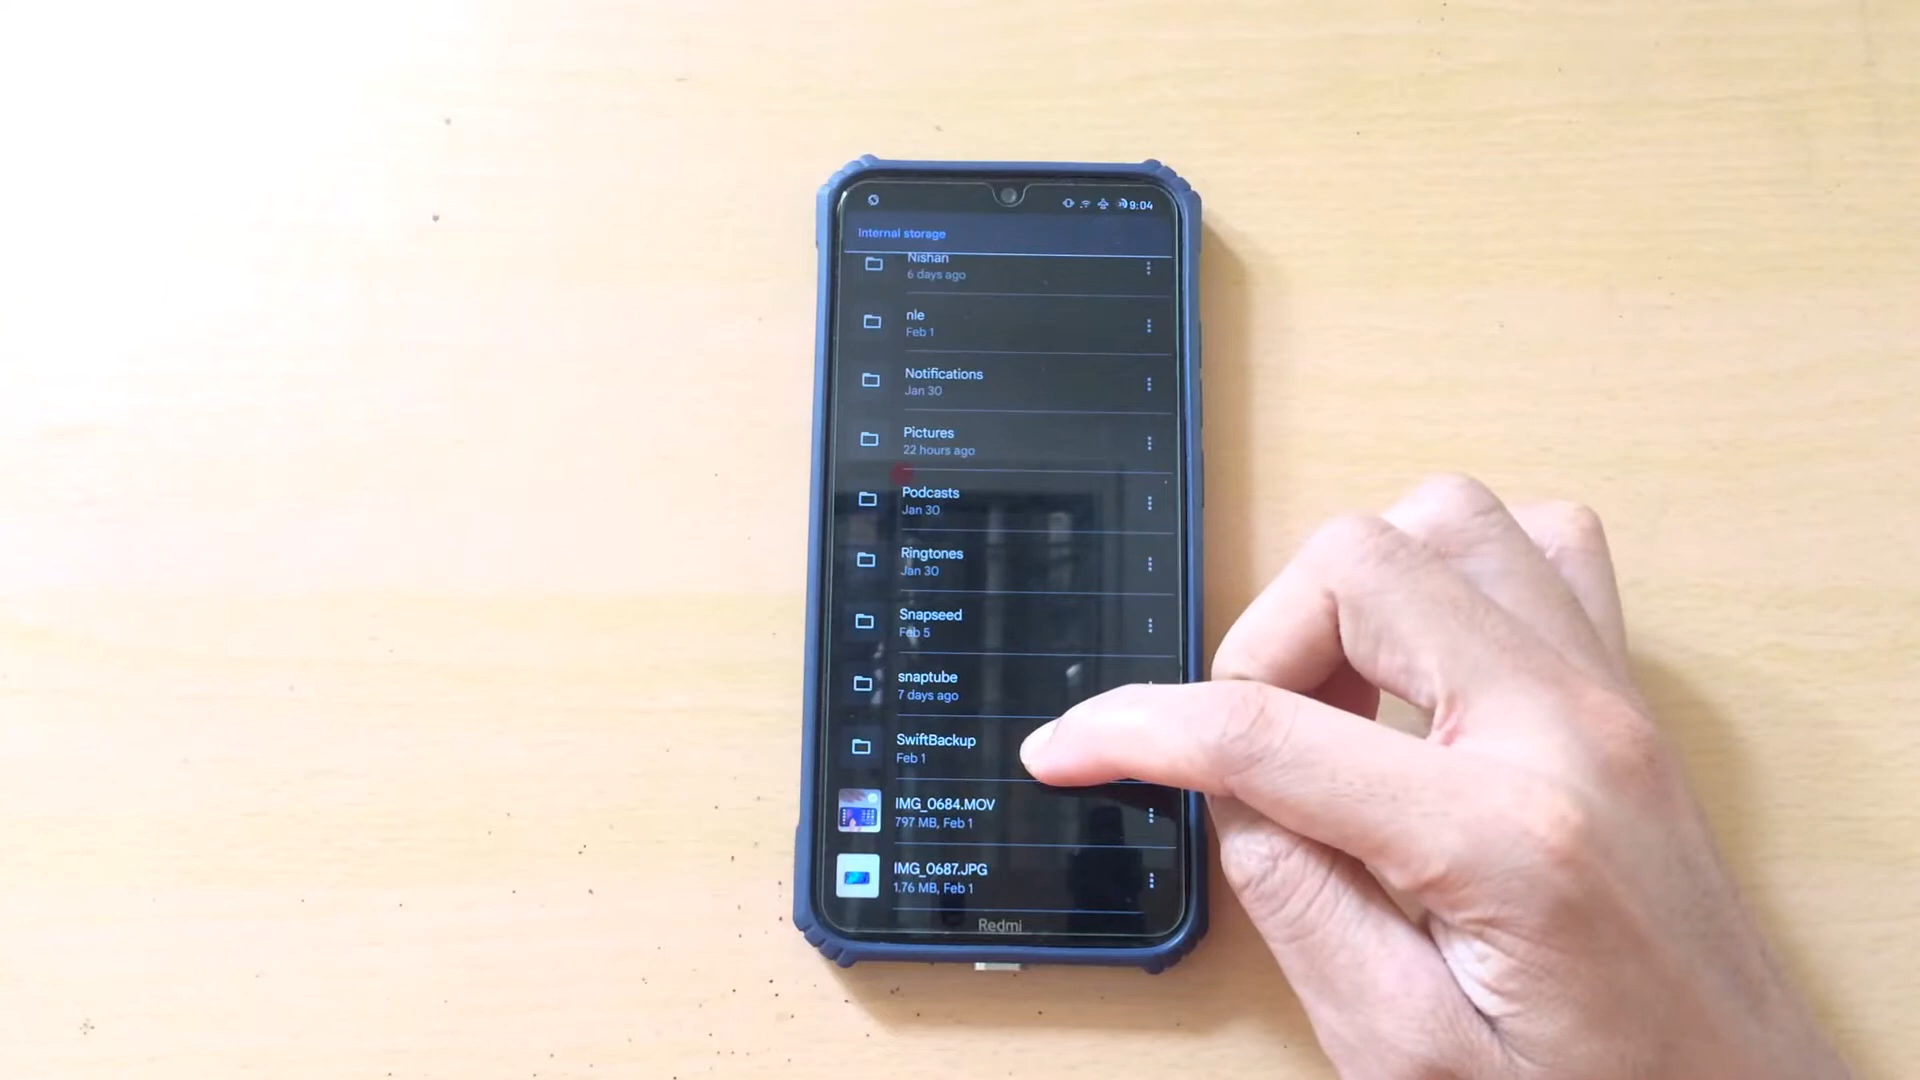 9:04
Internal storage
Nishan
6 days ago
nle
Feb 1
Notifications
Jan 30
Pictures
22 hours ago
Podcasts
Jan 30
Ringtones
Jan 30
Snapseed
Feb 5
snaptube
7 days ago
SwiftBackup
Feb 1
IMG_0684.MOV
797 MB, Feb 1
IMG_0687.JPG
1.76 MB, Feb 1
Redmi